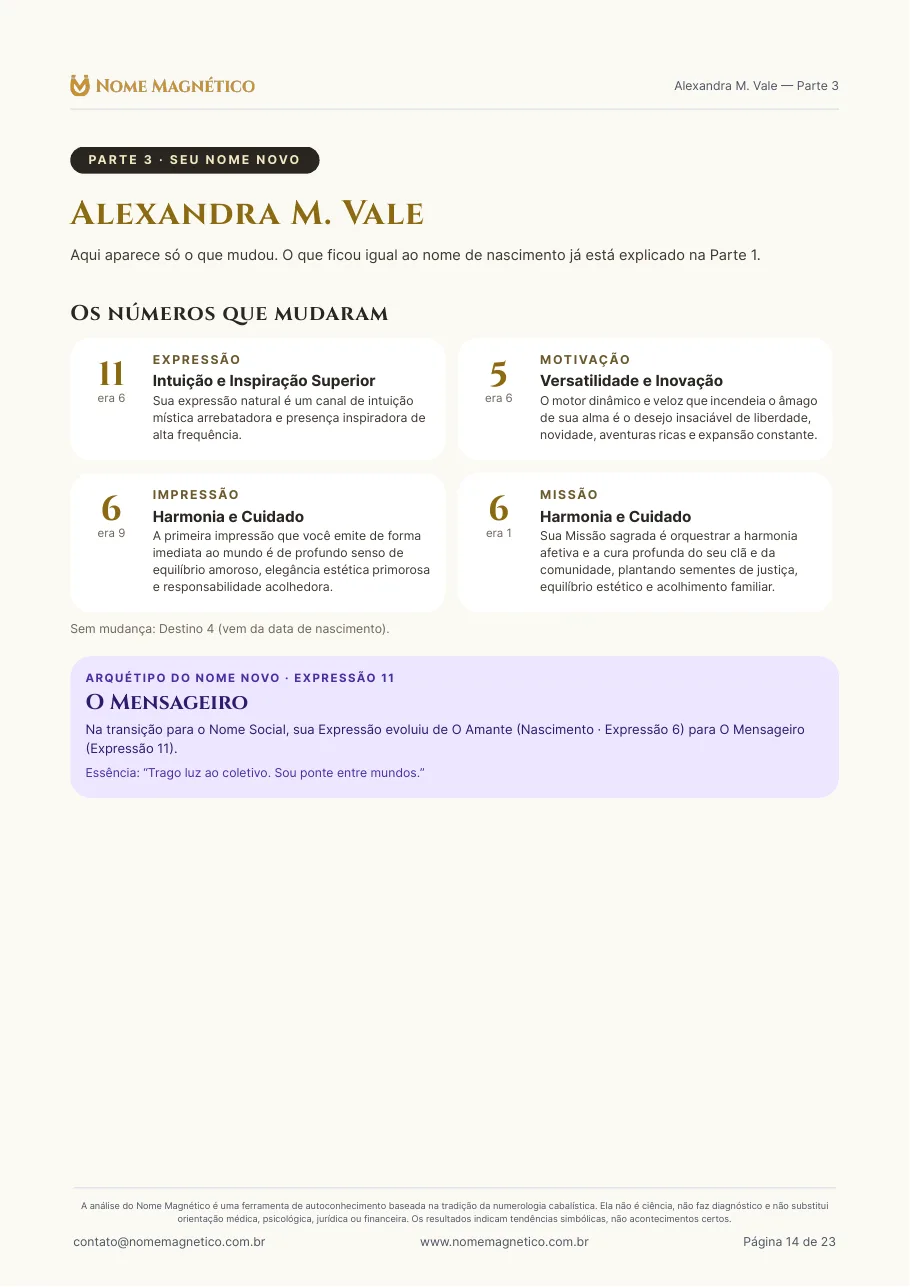 Nome Magnético
Alexandra M. Vale — Parte 3
PARTE 3 · SEU NOME NOVO
Alexandra M. Vale
Aqui aparece só o que mudou. O que ficou igual ao nome de nascimento já está explicado na Parte 1.
Os números que mudaram
11
era 6
EXPRESSÃO
Intuição e Inspiração Superior
Sua expressão natural é um canal de intuição
mística arrebatadora e presença inspiradora de
alta frequência.
5
era 6
MOTIVAÇÃO
Versatilidade e Inovação
O motor dinâmico e veloz que incendeia o âmago
de sua alma é o desejo insaciável de liberdade,
novidade, aventuras ricas e expansão constante.
6
era 9
IMPRESSÃO
Harmonia e Cuidado
A primeira impressão que você emite de forma
imediata ao mundo é de profundo senso de
equilíbrio amoroso, elegância estética primorosa
e responsabilidade acolhedora.
6
era 1
MISSÃO
Harmonia e Cuidado
Sua Missão sagrada é orquestrar a harmonia
afetiva e a cura profunda do seu clã e da
comunidade, plantando sementes de justiça,
equilíbrio estético e acolhimento familiar.
Sem mudança: Destino 4 (vem da data de nascimento).
ARQUÉTIPO DO NOME NOVO · EXPRESSÃO 11
O Mensageiro
Na transição para o Nome Social, sua Expressão evoluiu de O Amante (Nascimento · Expressão 6) para O Mensageiro
(Expressão 11).
Essência: “Trago luz ao coletivo. Sou ponte entre mundos.”
A análise do Nome Magnético é uma ferramenta de autoconhecimento baseada na tradição da numerologia cabalística. Ela não é ciência, não faz diagnóstico e não substitui
orientação médica, psicológica, jurídica ou financeira. Os resultados indicam tendências simbólicas, não acontecimentos certos.
contato@nomemagnetico.com.br
www.nomemagnetico.com.br
Página 14 de 23